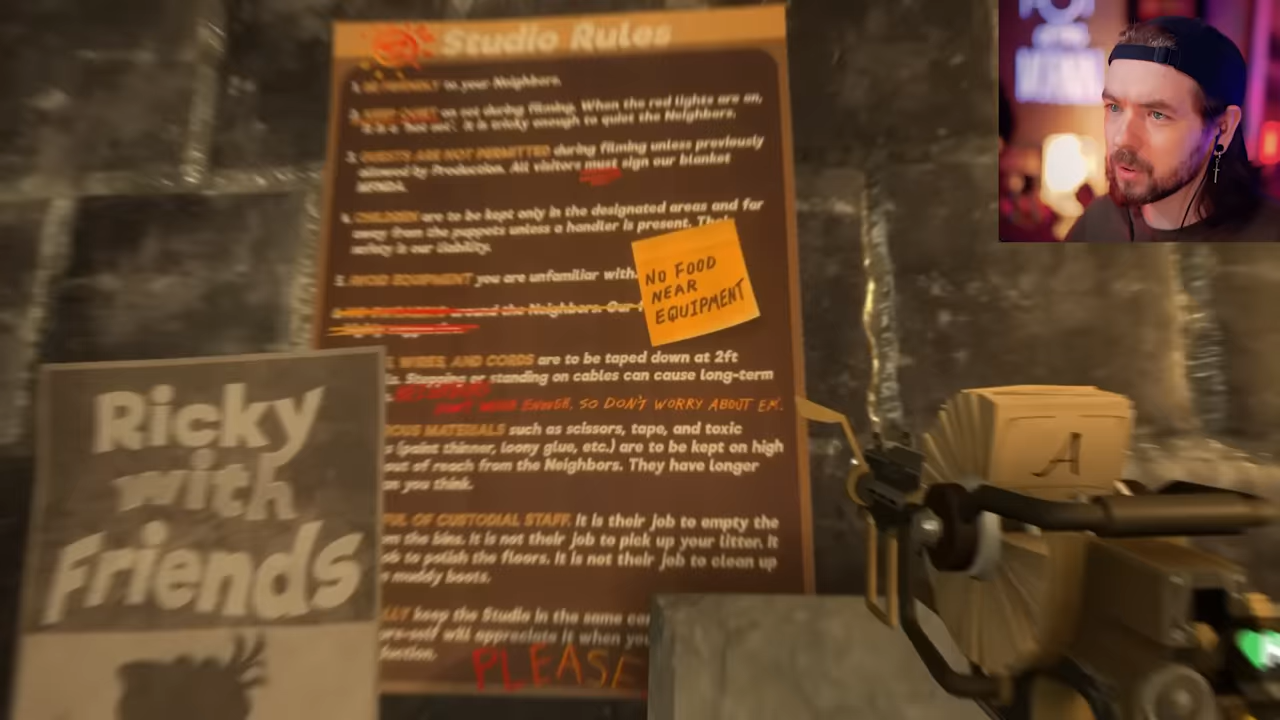 Studio Rules
1. BE FRIENDLY to your Neighbors.
2. KEEP QUIET on set during filming. When the red lights are on,
it is a "hot set". It is tricky enough to quiet the Neighbors.
3. GUESTS ARE NOT PERMITTED during filming unless previously
allowed by Production. All visitors must sign our blanket
4. CHILDREN are to be kept only in the designated areas and far
away from the puppets unless a handler is present. Their
safety is our liability.
5. AVOID EQUIPMENT you are unfamiliar with.
around the Neighbors. Our
NO FOOD
NEAR
EQUIPMENT
WIRES, AND CORDS are to be taped down at 2ft
Stepping or standing on cables can cause long-term
ENOUGH, SO DON'T WORRY ABOUT EM.
MATERIALS such as scissors, tape, and toxic
(paint thinner, loony glue, etc.) are to be kept on high
out of reach from the Neighbors. They have longer
you think.
OF CUSTODIAL STAFF. It is their job to empty the
the bins. It is not their job to pick up your litter. It
to polish the floors. It is not their job to clean up
muddy boots.
keep the Studio in the same
will appreciate it when
PLEASE
Ricky
with
Friends
A